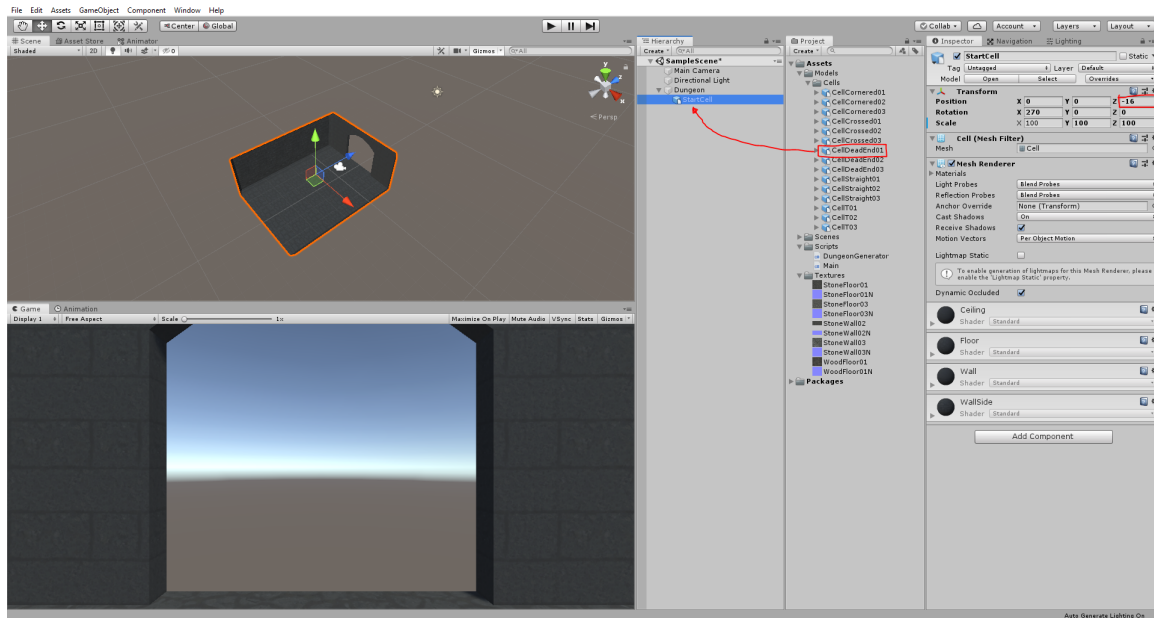 File Edit Assets GameObject Component Window Help
Center Global
Collab Account Layers Layout
Scene Asset Store Animator
Shaded 2D 0 Gizmos All
y
z
x
Persp
Game Animation
Display 1 Free Aspect Scale 1x Maximize On Play Mute Audio VSync Stats Gizmos
Hierarchy
Create All
SampleScene*
Main Camera
Directional Light
Dungeon
StartCell
Project
Create
Assets
Models
Cells
CellCornered01
CellCornered02
CellCornered03
CellCrossed01
CellCrossed02
CellCrossed03
CellDeadEnd01
CellDeadEnd02
CellDeadEnd03
CellStraight01
CellStraight02
CellStraight03
CellT01
CellT02
CellT03
Scenes
Scripts
DungeonGenerator
Main
Textures
StoneFloor01
StoneFloor01N
StoneFloor03
StoneFloor03N
StoneWall02
StoneWall02N
StoneWall03
StoneWall03N
WoodFloor01
WoodFloor01N
Packages
Inspector Navigation Lighting
StartCell Static
Tag Untagged Layer Default
Model Open Select Overrides
Transform
Position X 0 Y 0 Z -16
Rotation X 270 Y 0 Z 0
Scale X 100 Y 100 Z 100
Cell (Mesh Filter)
Mesh Cell
Mesh Renderer
Materials
Light Probes Blend Probes
Reflection Probes Blend Probes
Anchor Override None (Transform)
Cast Shadows On
Receive Shadows
Motion Vectors Per Object Motion
Lightmap Static
To enable generation of lightmaps for this Mesh Renderer, please
enable the 'Lightmap Static' property.
Dynamic Occluded
Ceiling
Shader Standard
Floor
Shader Standard
Wall
Shader Standard
WallSide
Shader Standard
Add Component
Auto Generate Lighting On